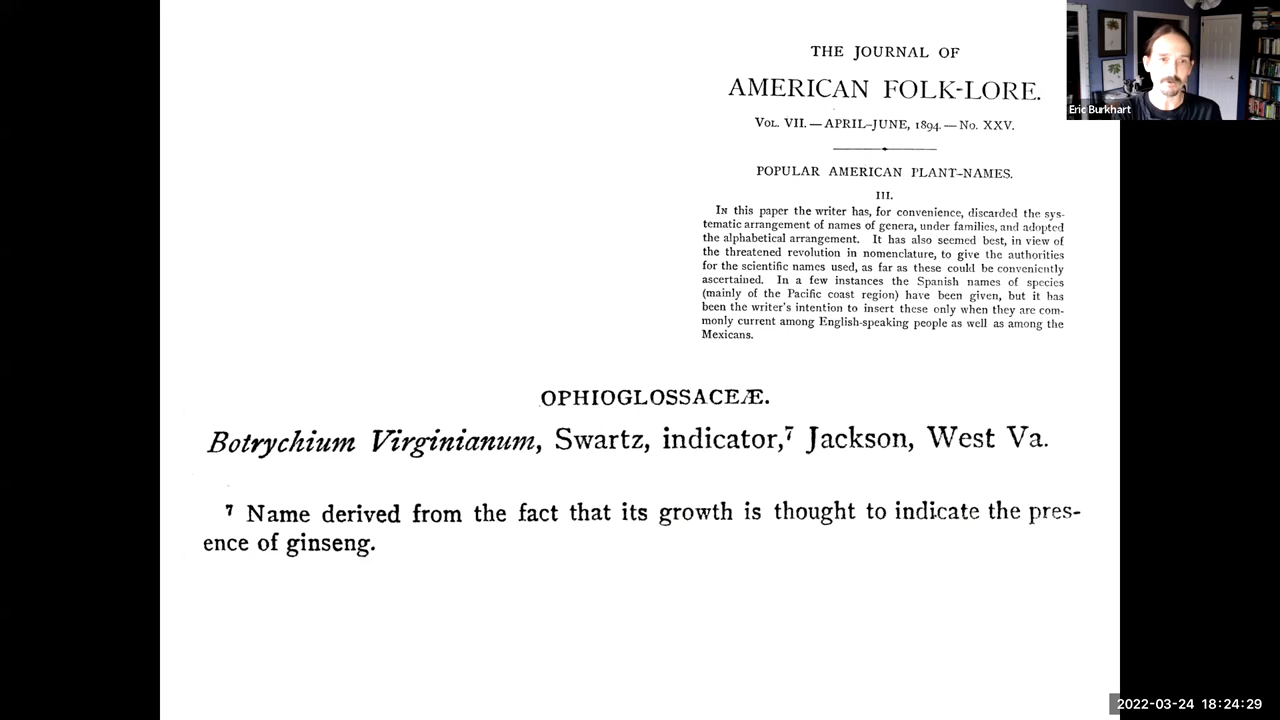 THE JOURNAL OF
AMERICAN FOLK-LORE.
VOL. VII. — APRIL–JUNE, 1894. — No. XXV.
POPULAR AMERICAN PLANT-NAMES.
III.
IN this paper the writer has, for convenience, discarded the sys-
tematic arrangement of names of genera, under families, and adopted
the alphabetical arrangement. It has also seemed best, in view of
the threatened revolution in nomenclature, to give the authorities
for the scientific names used, as far as these could be conveniently
ascertained. In a few instances the Spanish names of species
(mainly of the Pacific coast region) have been given, but it has
been the writer's intention to insert these only when they are com-
monly current among English-speaking people as well as among the
Mexicans.
OPHIOGLOSSACEÆ.
Botrychium Virginianum, Swartz, indicator,⁷ Jackson, West Va.
⁷ Name derived from the fact that its growth is thought to indicate the pres-
ence of ginseng.
Eric Burkhart
2022-03-24 18:24:29